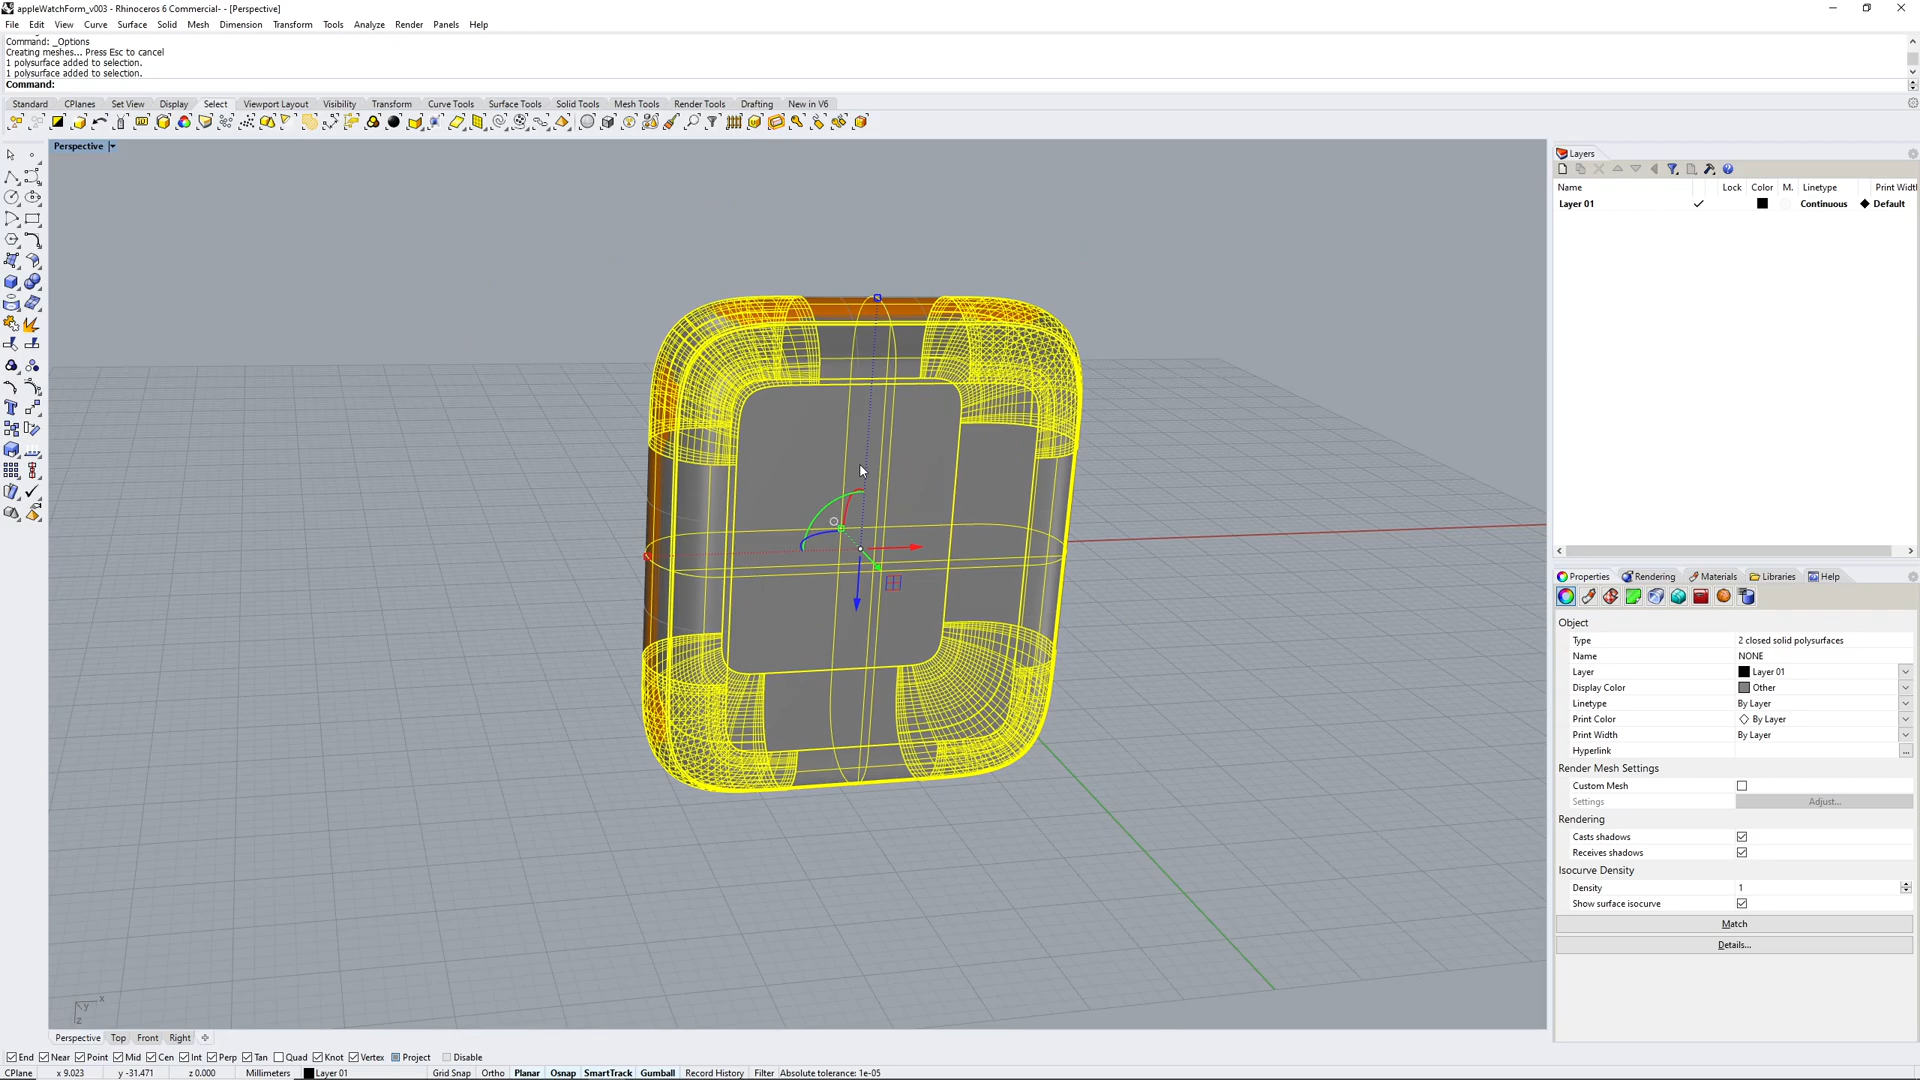 appleWatchForm_v003 - Rhinoceros 6 Commercial- - [Perspective]
File Edit View Curve Surface Solid Mesh Dimension Transform Tools Analyze Render Panels Help
Command: _Options
Creating meshes... Press Esc to cancel
1 polysurface added to selection.
1 polysurface added to selection.
Command:
Standard CPlanes Set View Display Select Viewport Layout Visibility Transform Curve Tools Surface Tools Solid Tools Mesh Tools Render Tools Drafting New in V6
Perspective
Layers
Name Lock Color M. Linetype Print Width
Layer 01 Continuous Default
Properties Rendering Materials Libraries Help
Object
Type 2 closed solid polysurfaces
Name NONE
Layer Layer 01
Display Color Other
Linetype By Layer
Print Color By Layer
Print Width By Layer
Hyperlink ...
Render Mesh Settings
Custom Mesh
Settings Adjust...
Rendering
Casts shadows
Receives shadows
Isocurve Density
Density 1
Show surface isocurve
Match
Details...
x
y
z
Perspective Top Front Right
End Near Point Mid Cen Int Perp Tan Quad Knot Vertex Project Disable
CPlane x 9.023 y -31.471 z 0.000 Millimeters Layer 01 Grid Snap Ortho Planar Osnap SmartTrack Gumball Record History Filter Absolute tolerance: 1e-05